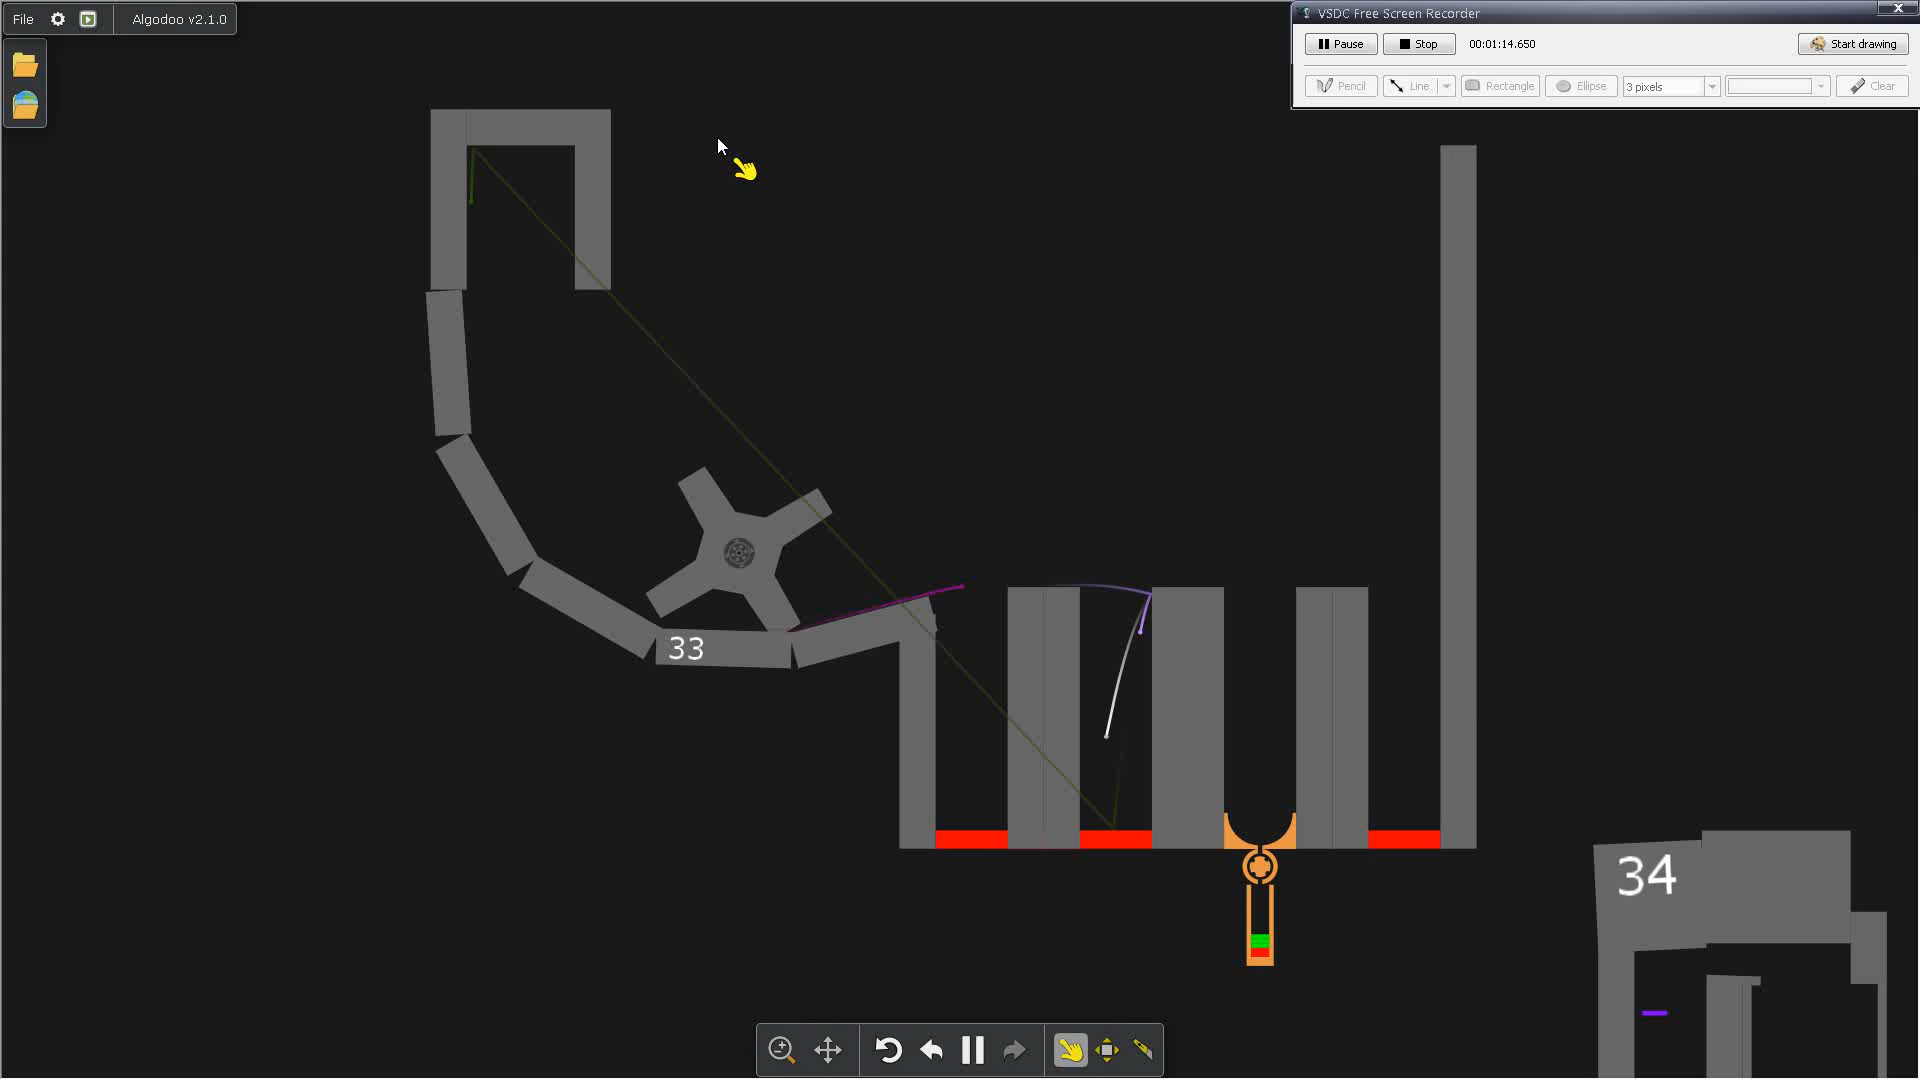 File
Algodoo v2.1.0
VSDC Free Screen Recorder
Pause
Stop
00:01:14.650
Start drawing
Pencil
Line
Rectangle
Ellipse
3 pixels
Clear
33
34